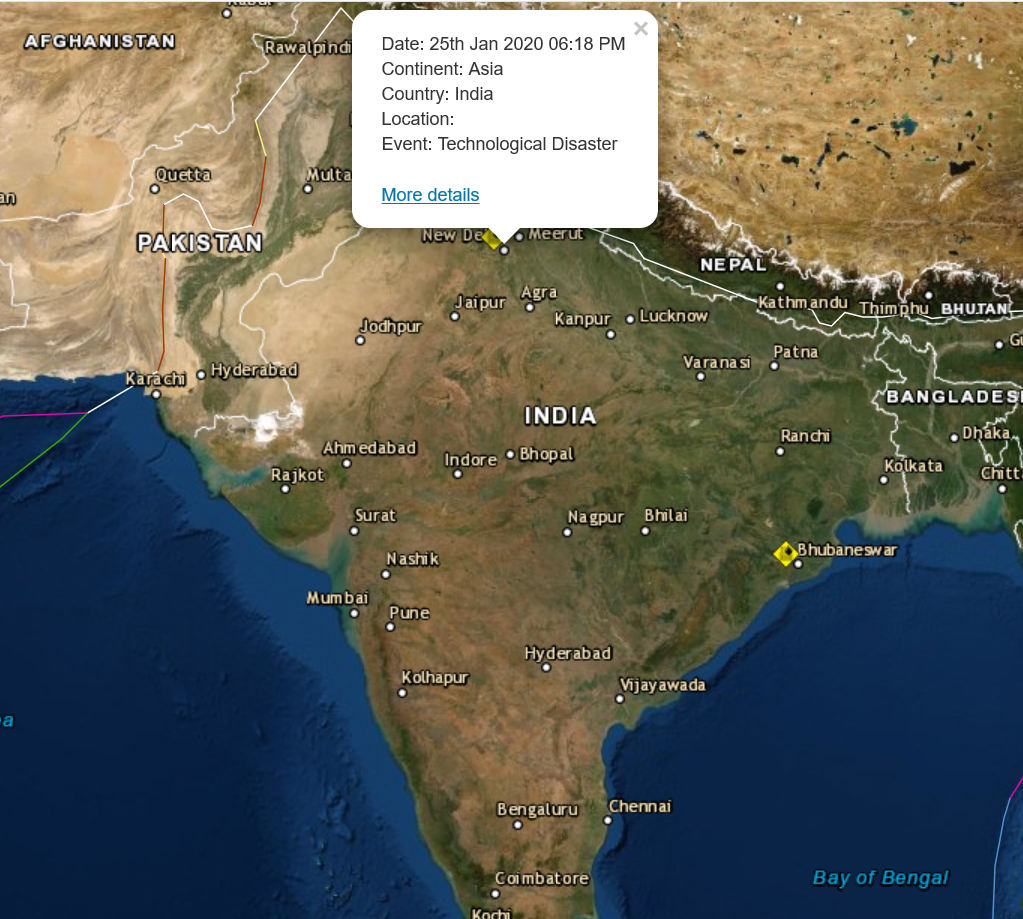 Kabul
AFGHANISTAN
Rawalpindi
×
Date: 25th Jan 2020 06:18 PM
Continent: Asia
Country: India
Location:
Event: Technological Disaster
More details
Quetta
Multa
an
PAKISTAN
New De
Meerut
NEPAL
Kathmandu
Thimphu
BHUTAN
Jaipur
Agra
Kanpur
Lucknow
Jodhpur
Gu
Varanasi
Patna
Karachi
Hyderabad
BANGLADES
INDIA
Ranchi
Dhaka
Ahmedabad
Indore
Bhopal
Kolkata
Rajkot
Chitt
Surat
Nagpur
Bhilai
Nashik
Bhubaneswar
Mumbai
Pune
Hyderabad
Kolhapur
Vijayawada
a
Bengaluru
Chennai
Coimbatore
Bay of Bengal
Kochi